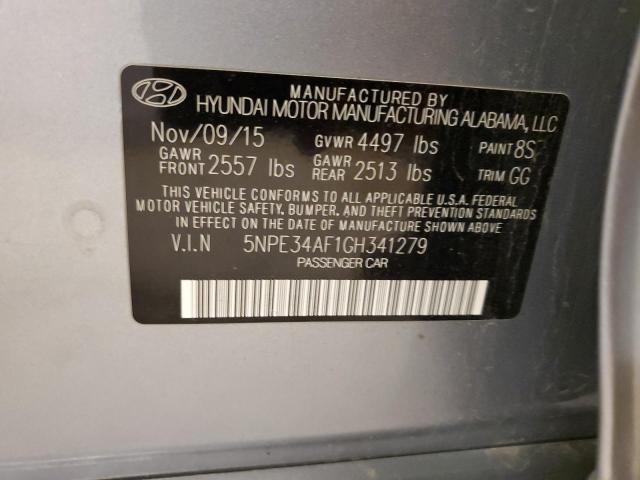 MANUFACTURED BY
HYUNDAI MOTOR MANUFACTURING ALABAMA, LLC
Nov/09/15 GVWR 4497 lbs PAINT 8S
GAWR FRONT 2557 lbs GAWR REAR 2513 lbs TRIM GG
THIS VEHICLE CONFORMS TO ALL APPLICABLE U.S.A. FEDERAL
MOTOR VEHICLE SAFETY, BUMPER, AND THEFT PREVENTION STANDARDS
IN EFFECT ON THE DATE OF MANUFACTURE SHOWN ABOVE.
V.I.N 5NPE34AF1GH341279
PASSENGER CAR